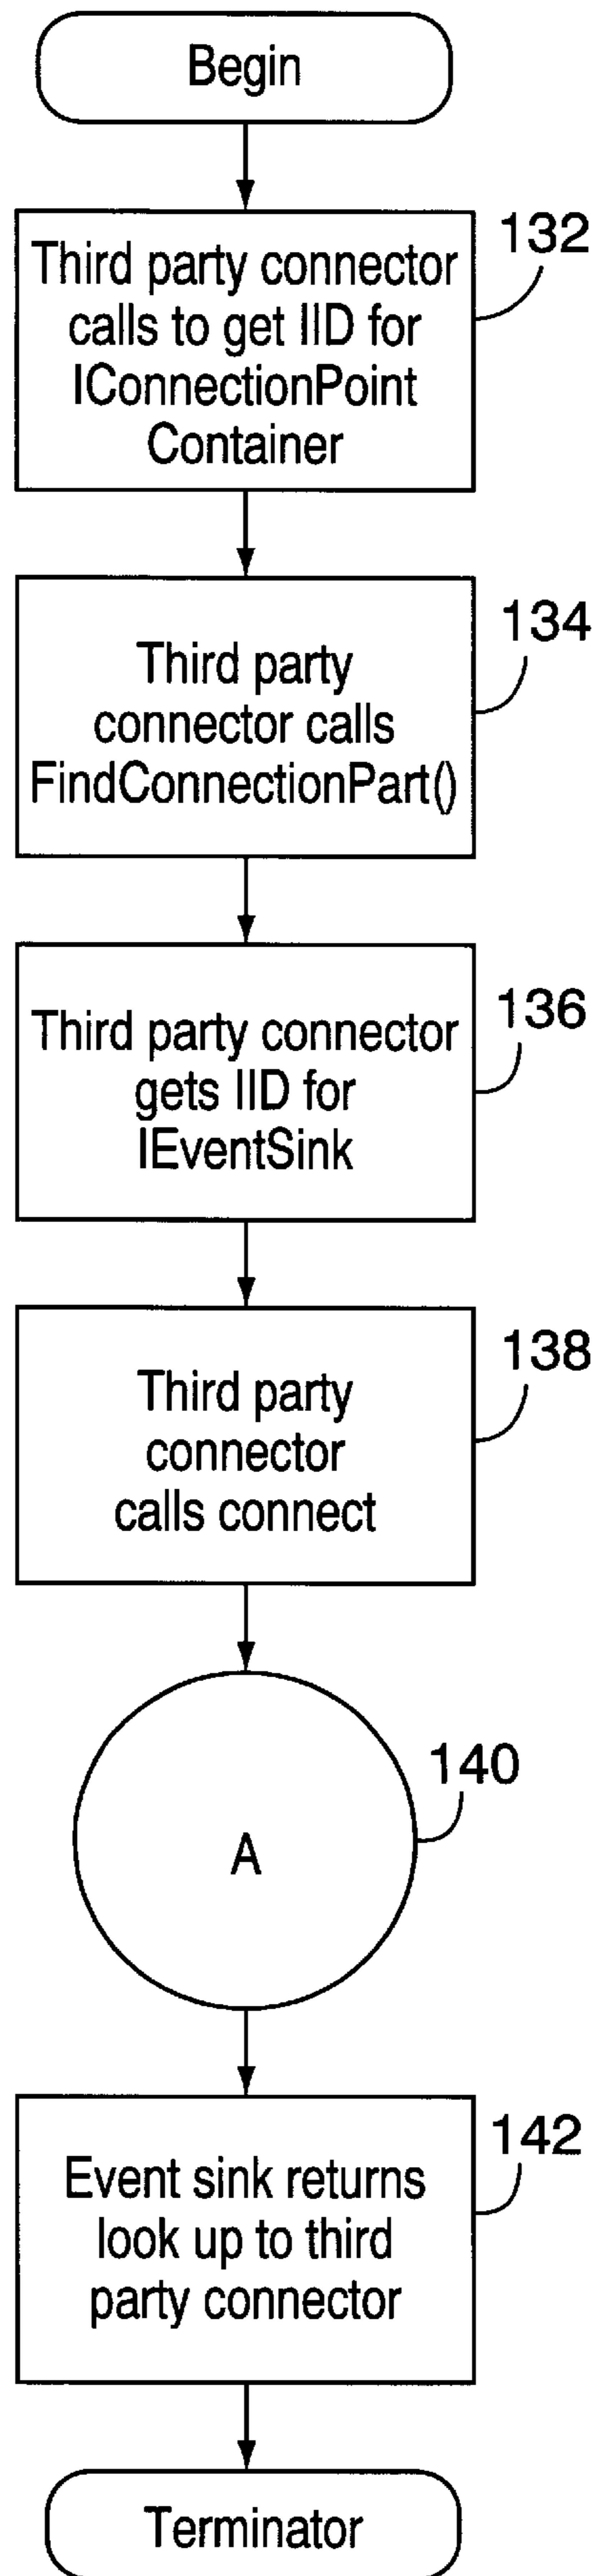 Begin
132
Third party connector
calls to get IID for
IConnectionPoint
Container
134
Third party
connector calls
FindConnectionPart()
136
Third party connector
gets IID for
IEventSink
138
Third party
connector
calls connect
140
A
142
Event sink returns
look up to third
party connector
Terminator